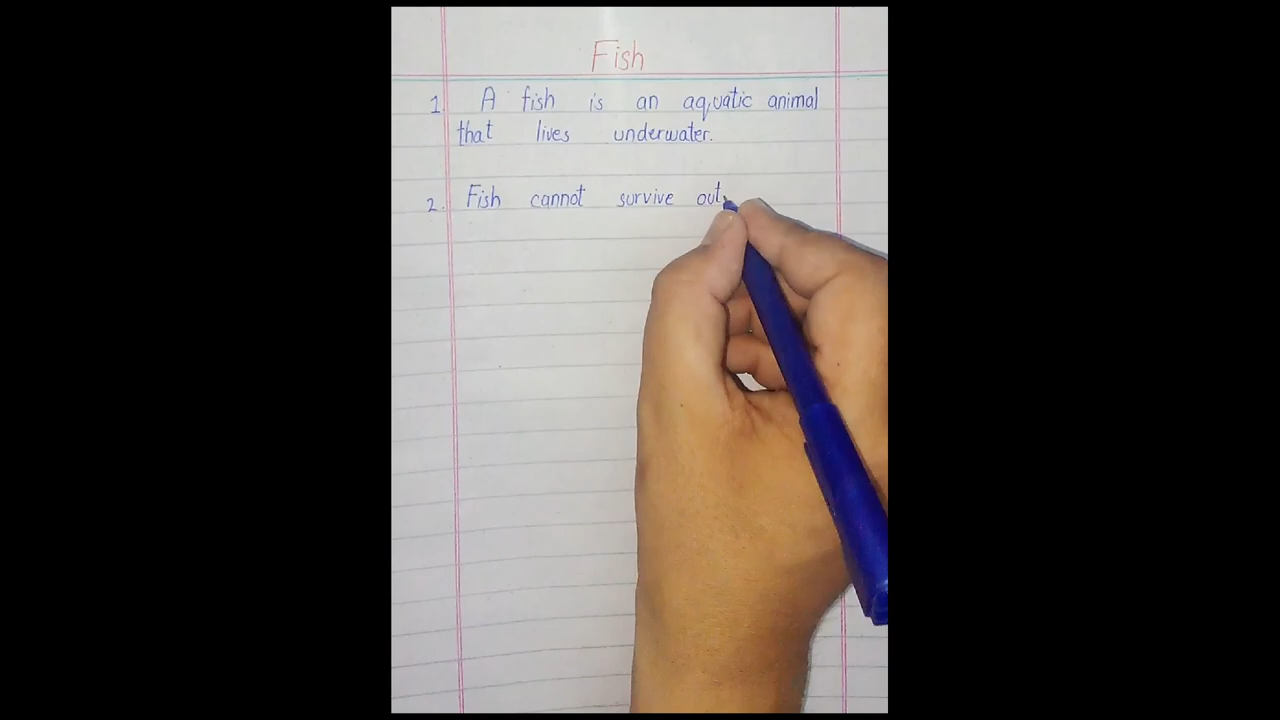 Fish
1. A fish is an aquatic animal
that lives underwater.
2. Fish cannot survive out